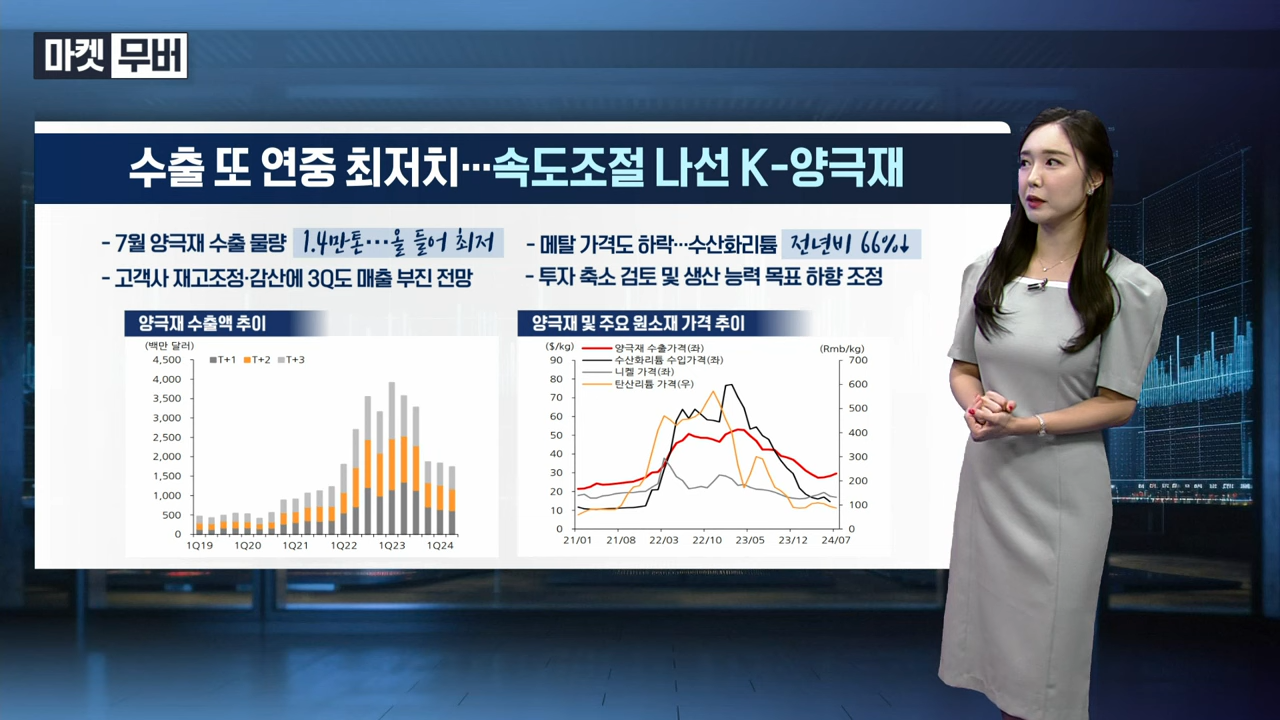 마켓 무버
수출 또 연중 최저치…속도조절 나선 K-양극재
- 7월 양극재 수출 물량 1.4만톤…올 들어 최저
- 고객사 재고조정·감산에 3Q도 매출 부진 전망
- 메탈 가격도 하락…수산화리튬 전년비 66%↓
- 투자 축소 검토 및 생산 능력 목표 하향 조정
양극재 수출액 추이
(백만 달러)
T+1 T+2 T+3
4,500
4,000
3,500
3,000
2,500
2,000
1,500
1,000
500
0
1Q19 1Q20 1Q21 1Q22 1Q23 1Q24
양극재 및 주요 원소재 가격 추이
($/kg)
(Rmb/kg)
양극재 수출가격(좌)
수산화리튬 수입가격(좌)
니켈 가격(좌)
탄산리튬 가격(우)
90
80
70
60
50
40
30
20
10
0
700
600
500
400
300
200
100
0
21/01 21/08 22/03 22/10 23/05 23/12 24/07